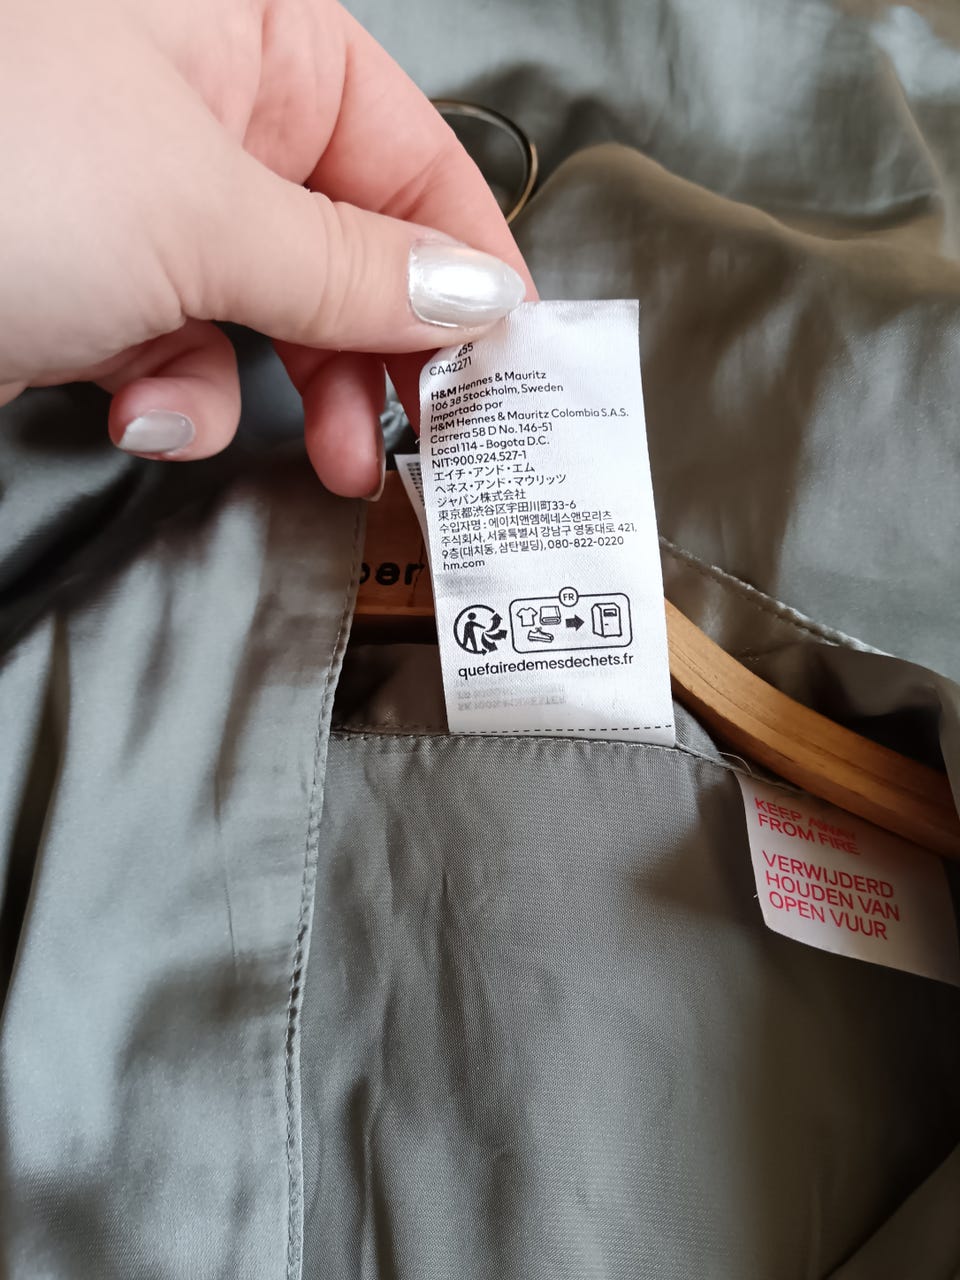 CA42271
H&M Hennes & Mauritz
106 38 Stockholm, Sweden
Importado por
H&M Hennes & Mauritz Colombia S.A.S.
Carrera 58 D No. 146-51
Local 114 - Bogota D.C.
NIT:900.924.527-1
エイチ・アンド・エム
ヘネス・アンド・マウリッツ
ジャパン株式会社
東京都渋谷区宇田川町33-6
수입자명 : 에이치앤엠헤네스앤모리츠
주식회사, 서울특별시 강남구 영동대로 421,
9층(대치동, 삼탄빌딩), 080-822-0220
hm.com
FR
quefairedemesdechets.fr
KEEP AWAY
FROM FIRE
VERWIJDERD
HOUDEN VAN
OPEN VUUR